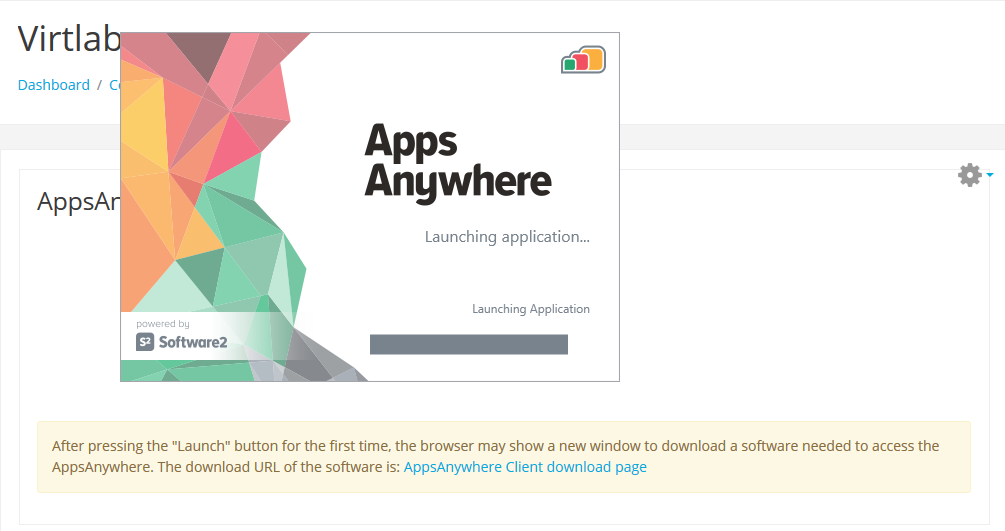 Virtlab
Dashboard / C
AppsAn
Apps
Anywhere
Launching application...
Launching Application
powered by
S2 Software2
After pressing the "Launch" button for the first time, the browser may show a new window to download a software needed to access the
AppsAnywhere. The download URL of the software is: AppsAnywhere Client download page